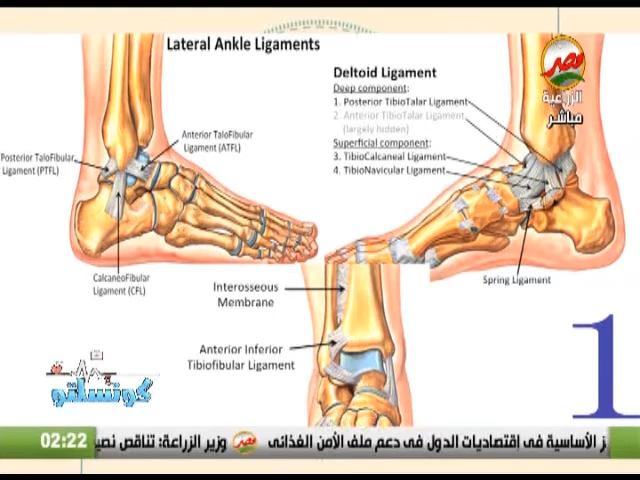 Lateral Ankle Ligaments
مصر
الزراعية
مباشر
Deltoid Ligament
Deep component:
1. Posterior TibioTalar Ligament
2. Anterior TibioTalar Ligament
(largely hidden)
Superficial component:
3. TibioCalcaneal Ligament
4. TibioNavicular Ligament
Anterior TaloFibular
Ligament (ATFL)
Posterior TaloFibular
Ligament (PTFL)
CalcaneoFibular
Ligament (CFL)
Spring Ligament
Interosseous
Membrane
Anterior Inferior
Tibiofibular Ligament
1
كونسلتو
02:22
ز الأساسية فى إقتصاديات الدول فى دعم ملف الأمن الغذائى مصر وزير الزراعة: تناقص نصي